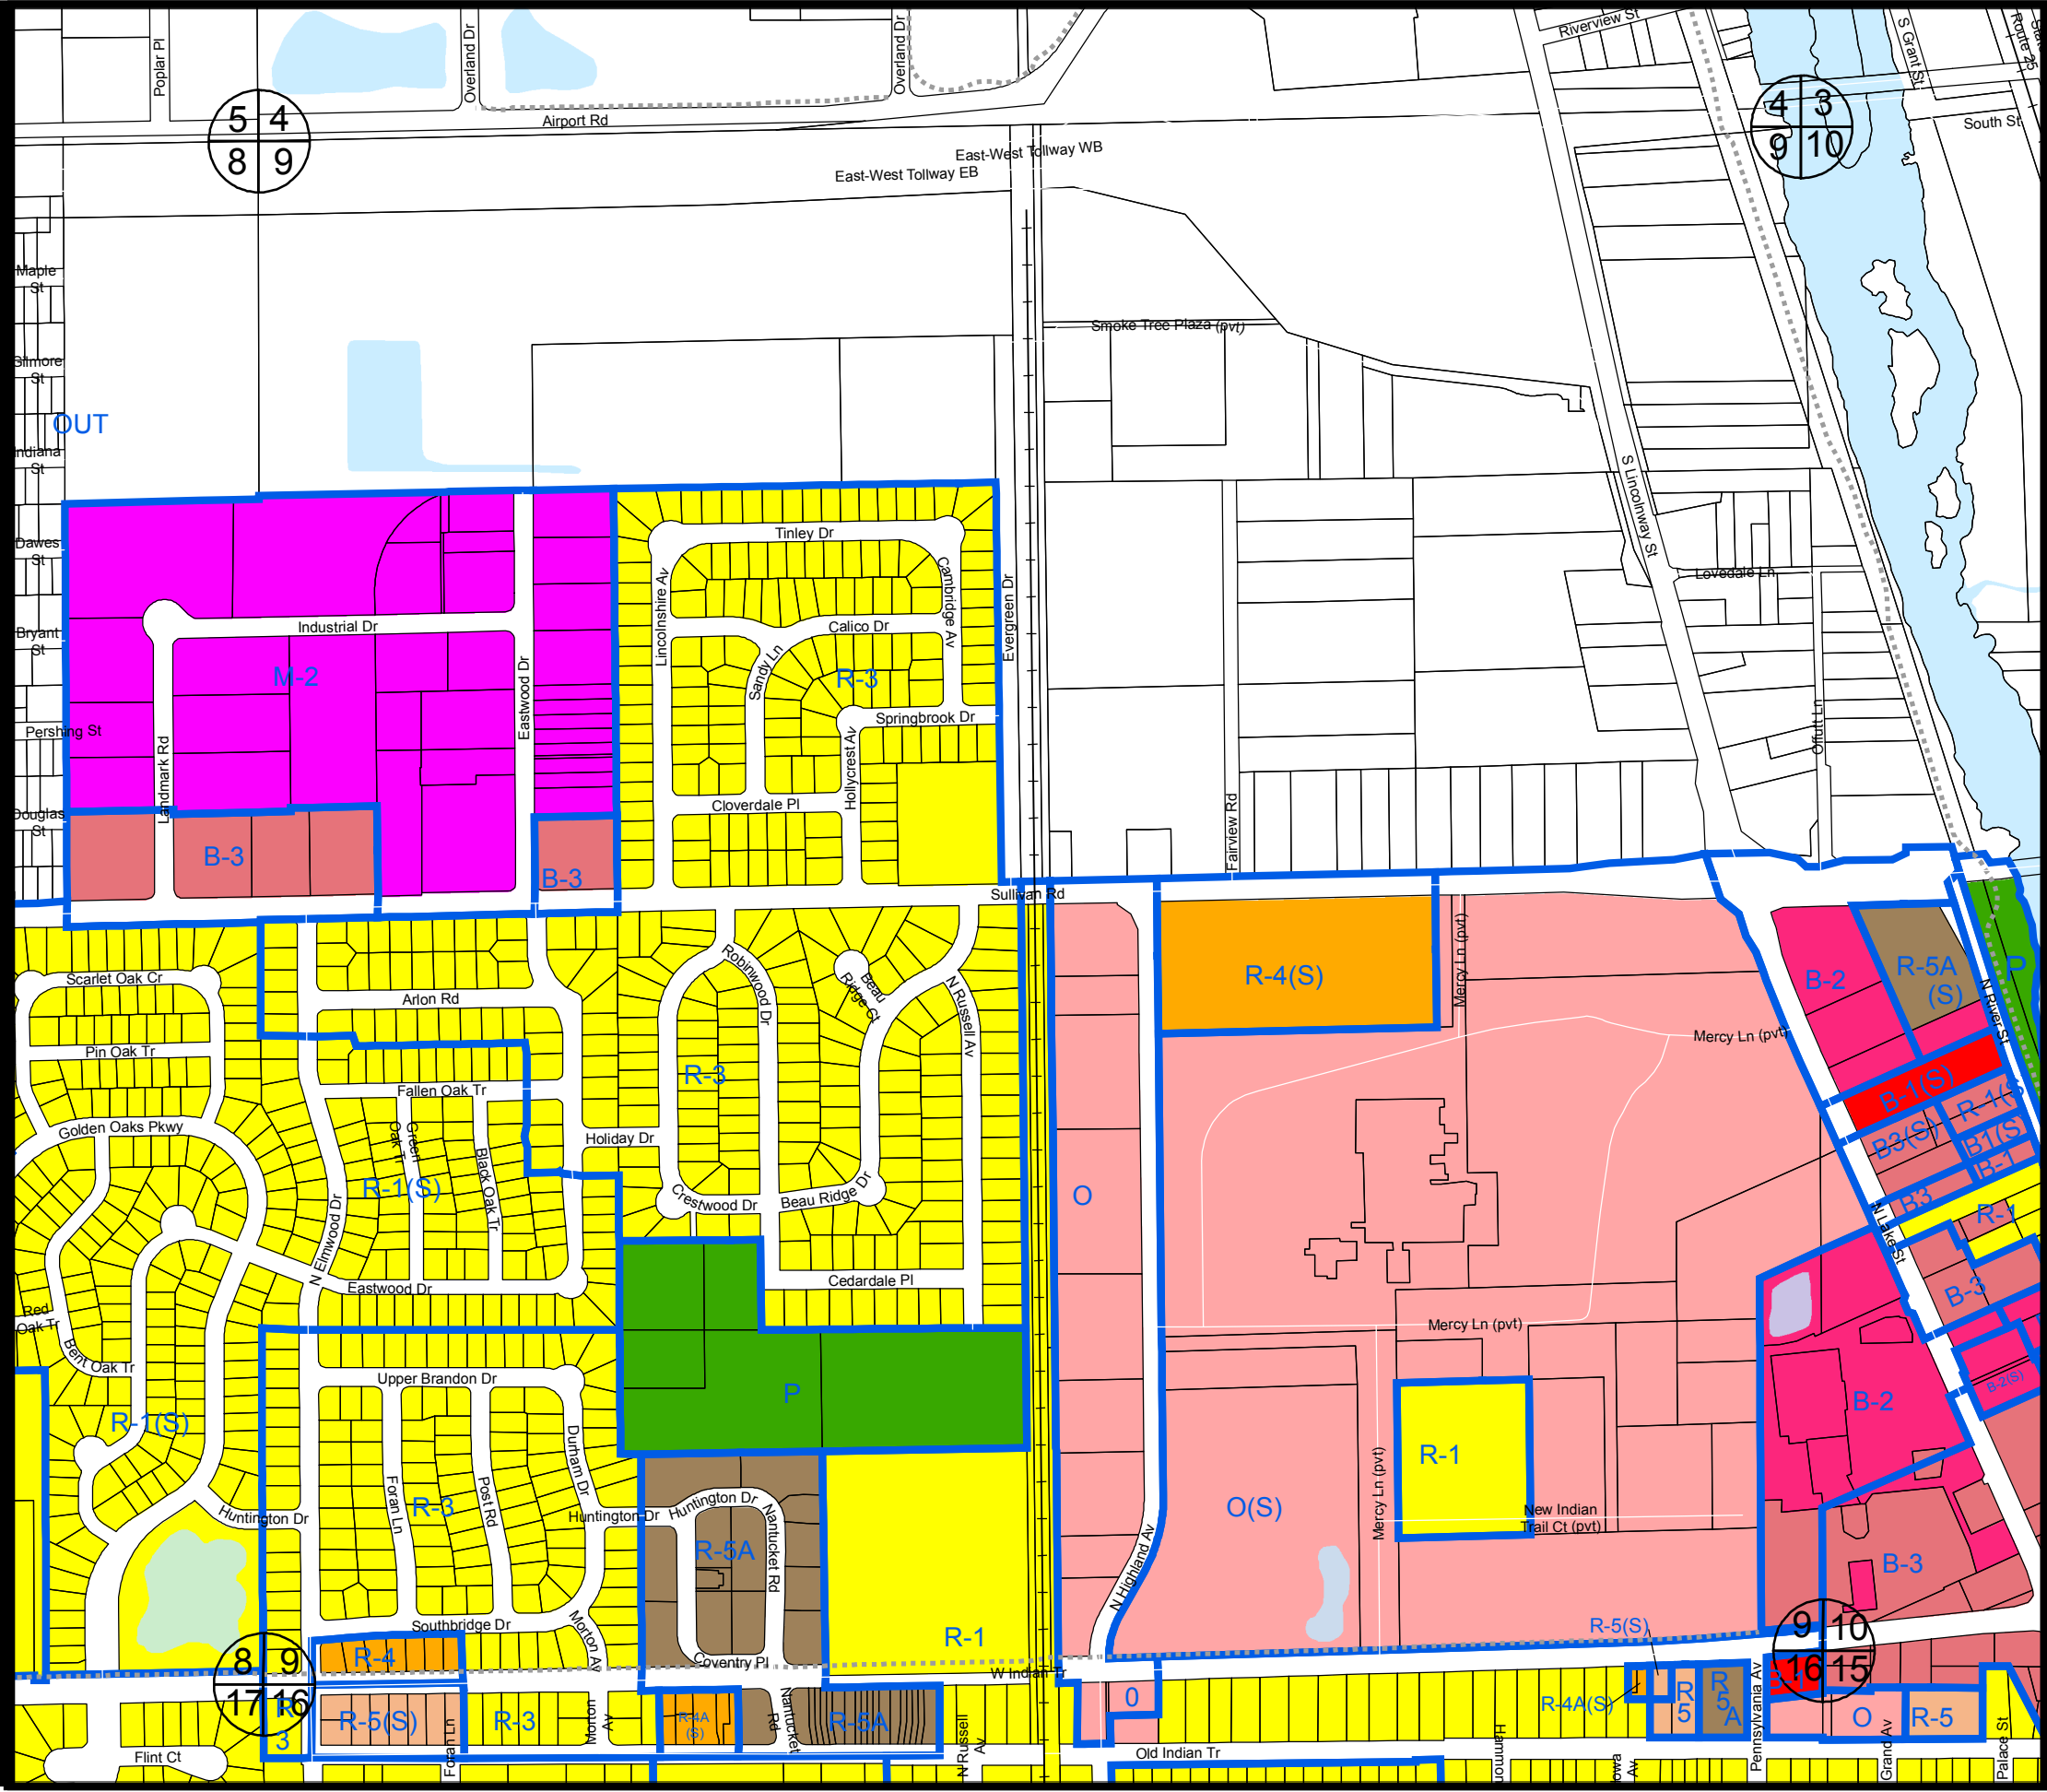 Riverview St
S Grant St
Route 25
Poplar Pl
Overland Dr
Overland Dr
5 4
8 9
4 3
9 10
Airport Rd
South St
East-West Tollway WB
East-West Tollway EB
Maple
St
Smoke Tree Plaza (pvt)
Gilmore
St
OUT
Indiana
St
S Lincolnway St
Dawes
St
Tinley Dr
Lincolnshire Av
Cambridge Av
Evergreen Dr
Lovedale Ln
Bryant
St
Industrial Dr
Calico Dr
Sandy Ln
M-2
R-3
Eastwood Dr
Springbrook Dr
Pershing St
Landmark Rd
Hollycrest Av
Offutt Ln
Cloverdale Pl
Douglas
St
Fairview Rd
B-3
B-3
Sullivan Rd
Mercy Ln (pvt)
Scarlet Oak Cr
Robinwood Dr
Beau
Ridge Ct
N Russell Av
R-4(S)
B-2
R-5A
(S)
P
N River St
Arlon Rd
Pin Oak Tr
Mercy Ln (pvt)
R-3
Fallen Oak Tr
B-1(S)
R-1(S
Golden Oaks Pkwy
Green
Oak Tr
Black Oak Tr
Holiday Dr
B3(S)
B1(S
B-1
R-1(S)
Crestwood Dr
Beau Ridge Dr
O
B3
R-1
N Lake St
N Elmwood Dr
Eastwood Dr
Cedardale Pl
B-3
Red
Oak Tr
Mercy Ln (pvt)
Bent Oak Tr
Upper Brandon Dr
P
B-2(S)
B-2
R-1(S)
Durham Dr
Foran Ln
Post Rd
R-3
R-1
Mercy Ln (pvt)
O(S)
New Indian
Trail Ct (pvt)
Huntington Dr
Huntington Dr
Huntington Dr
Nantucket Rd
R-5A
N Highland Av
B-3
Southbridge Dr
Morton Av
R-1
R-5(S)
9 10
16 15
8 9
17 16
R-4
Coventry Pl
W Indian Tr
R
3
R-5(S)
R-3
Morton
Av
R-4A
(S)
Nantucket
Rd
R-5A
N Russell
Av
0
R-4A(S)
R
5
R
5
A
Pennsylvania Av
O
R-5
Grand Av
Palace St
Flint Ct
Foran Ln
Old Indian Tr